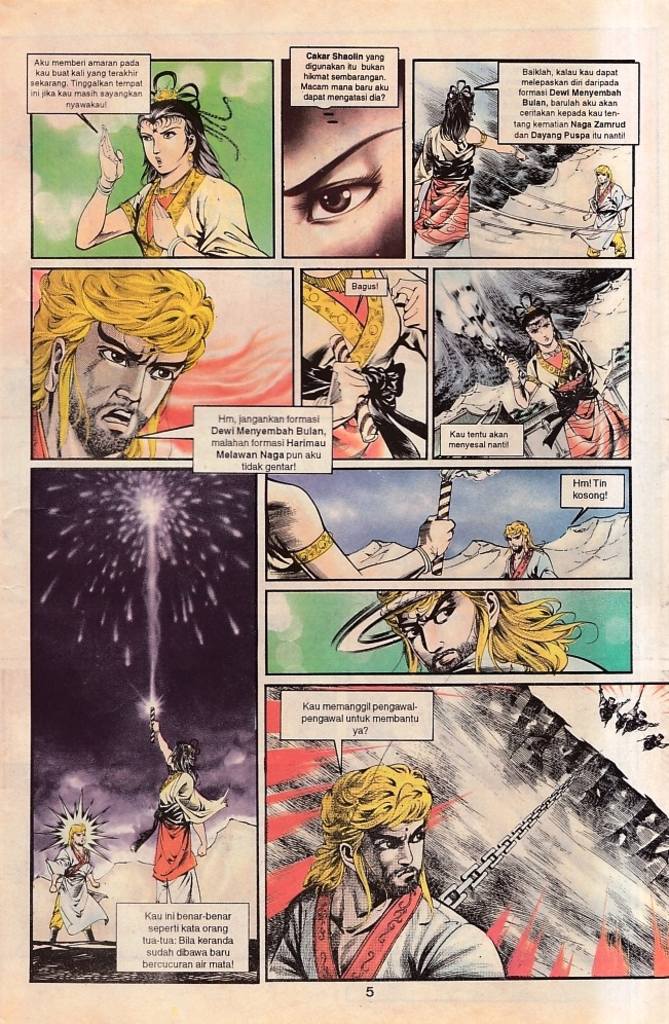 Aku memberi amaran pada
kau buat kali yang terakhir
sekarang. Tinggalkan tempat
ini jika kau masih sayangkan
nyawakau!
Cakar Shaolin yang
digunakan itu bukan
hikmat sembarangan.
Macam mana baru aku
dapat mengatasi dia?
Baiklah, kalau kau dapat
melepaskan diri daripada
formasi Dewi Menyembah
Bulan, barulah aku akan
ceritakan kepada kau ten-
tang kematian Naga Zamrud
dan Dayang Puspa itu nanti!
Hm, jangankan formasi
Dewi Menyembah Bulan,
malahan formasi Harimau
Melawan Naga pun aku
tidak gentar!
Bagus!
Kau tentu akan
menyesal nanti!
Hm! Tin
kosong!
Kau ini benar-benar
seperti kata orang
tua-tua: Bila keranda
sudah dibawa baru
bercucuran air mata!
Kau memanggil pengawal-
pengawal untuk membantu
ya?
5